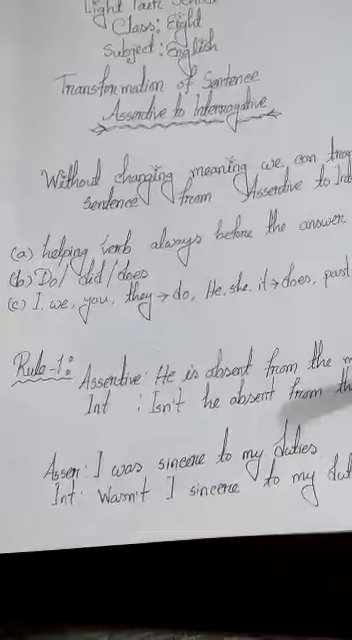 Light
Class: Eight
Subject: English
Transformation of Sentence
Assertive to Interrogative
Without changing meaning we can
Sentence from Assertive to
(a) helping verb always before the answer
(b) Do/did/does
(c) I, we, you, they → do, He, she, it → does, past
Rule-1:
Assertive: He is absent from the
Int : Isn't he absent from
Asser: I was sincere to my duties
Int: Wasn't I sincere to my